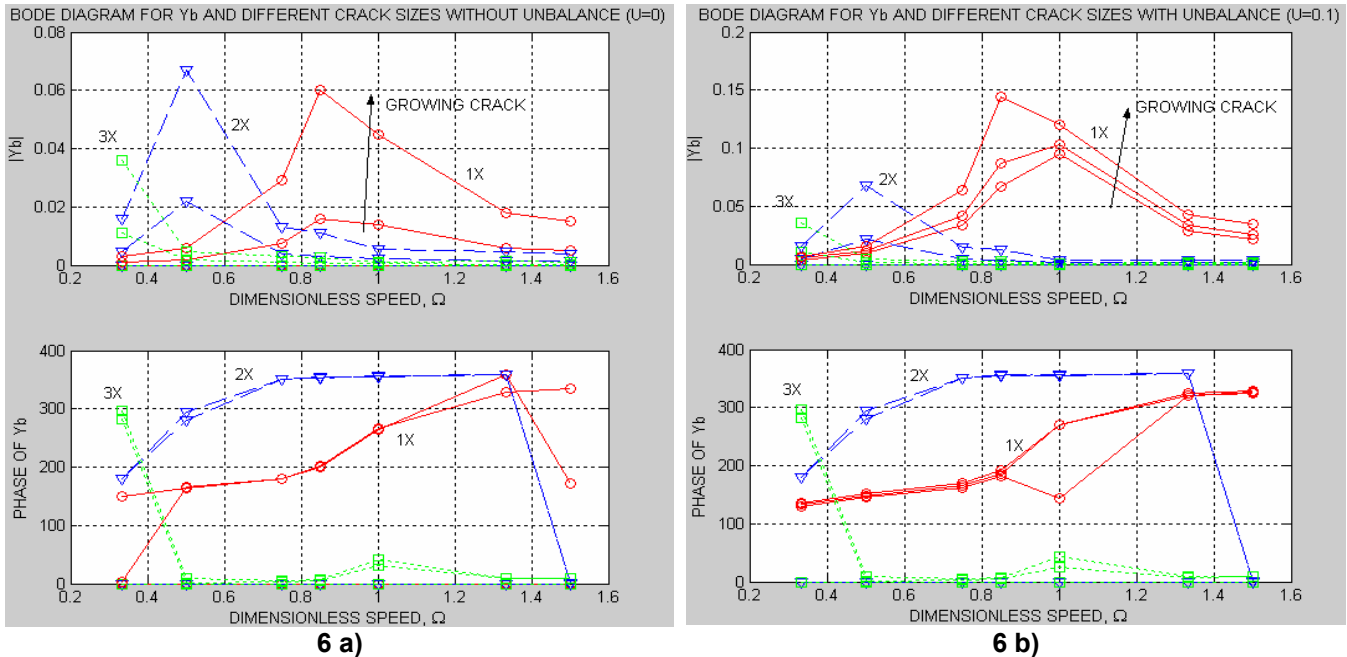 BODE DIAGRAM FOR Yb AND DIFFERENT CRACK SIZES WITHOUT UNBALANCE (U=0)
0.08
0.06
0.04
0.02
0
|Yb|
3X
2X
1X
GROWING CRACK
0.2 0.4 0.6 0.8 1 1.2 1.4 1.6
DIMENSIONLESS SPEED, Ω
400
300
200
100
0
PHASE OF Yb
3X
2X
1X
0.2 0.4 0.6 0.8 1 1.2 1.4 1.6
DIMENSIONLESS SPEED, Ω
6 a)
BODE DIAGRAM FOR Yb AND DIFFERENT CRACK SIZES WITH UNBALANCE (U=0.1)
0.2
0.15
0.1
0.05
0
|Yb|
3X
2X
1X
GROWING CRACK
0.2 0.4 0.6 0.8 1 1.2 1.4 1.6
DIMENSIONLESS SPEED, Ω
400
300
200
100
0
PHASE OF Yb
3X
2X
1X
0.2 0.4 0.6 0.8 1 1.2 1.4 1.6
DIMENSIONLESS SPEED, Ω
6 b)